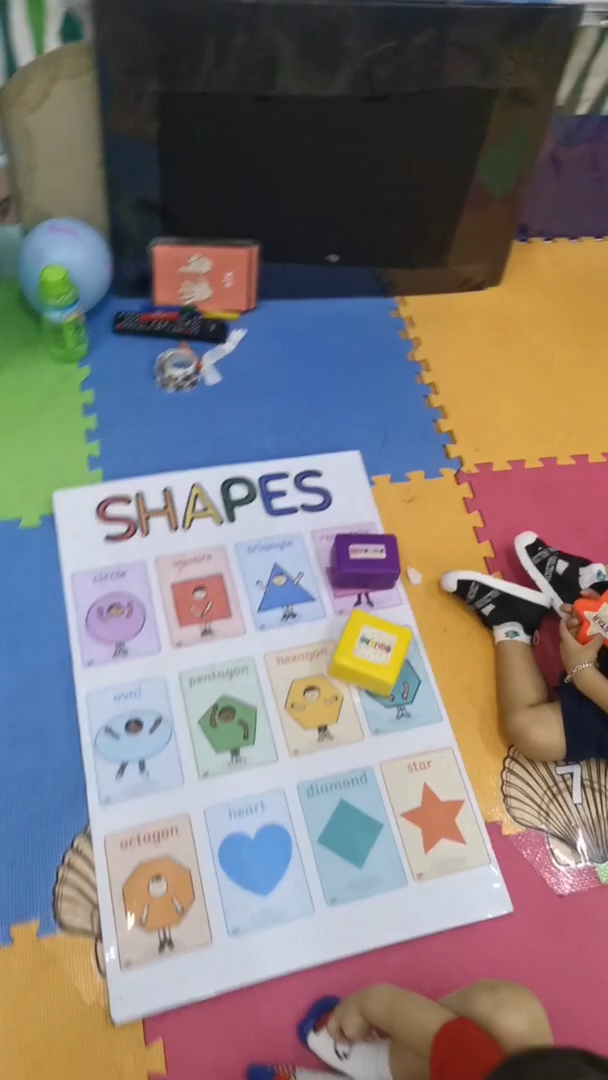 SHAPES
circle
square
triangle
oval
pentagon
hexagon
octagon
heart
diamond
star
7